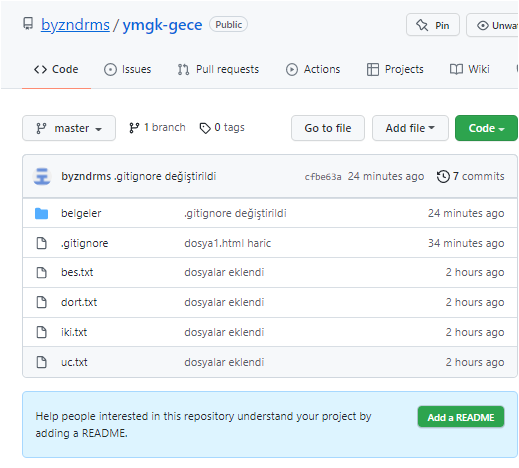 byzndrms / ymgk-gece Public Pin Unwa
Code Issues Pull requests Actions Projects Wiki
master 1 branch 0 tags Go to file Add file Code
byzndrms .gitignore değiştirildi cfbe63a 24 minutes ago 7 commits
belgeler .gitignore değiştirildi 24 minutes ago
.gitignore dosya1.html haric 34 minutes ago
bes.txt dosyalar eklendi 2 hours ago
dort.txt dosyalar eklendi 2 hours ago
iki.txt dosyalar eklendi 2 hours ago
uc.txt dosyalar eklendi 2 hours ago
Help people interested in this repository understand your project by
adding a README.
Add a README